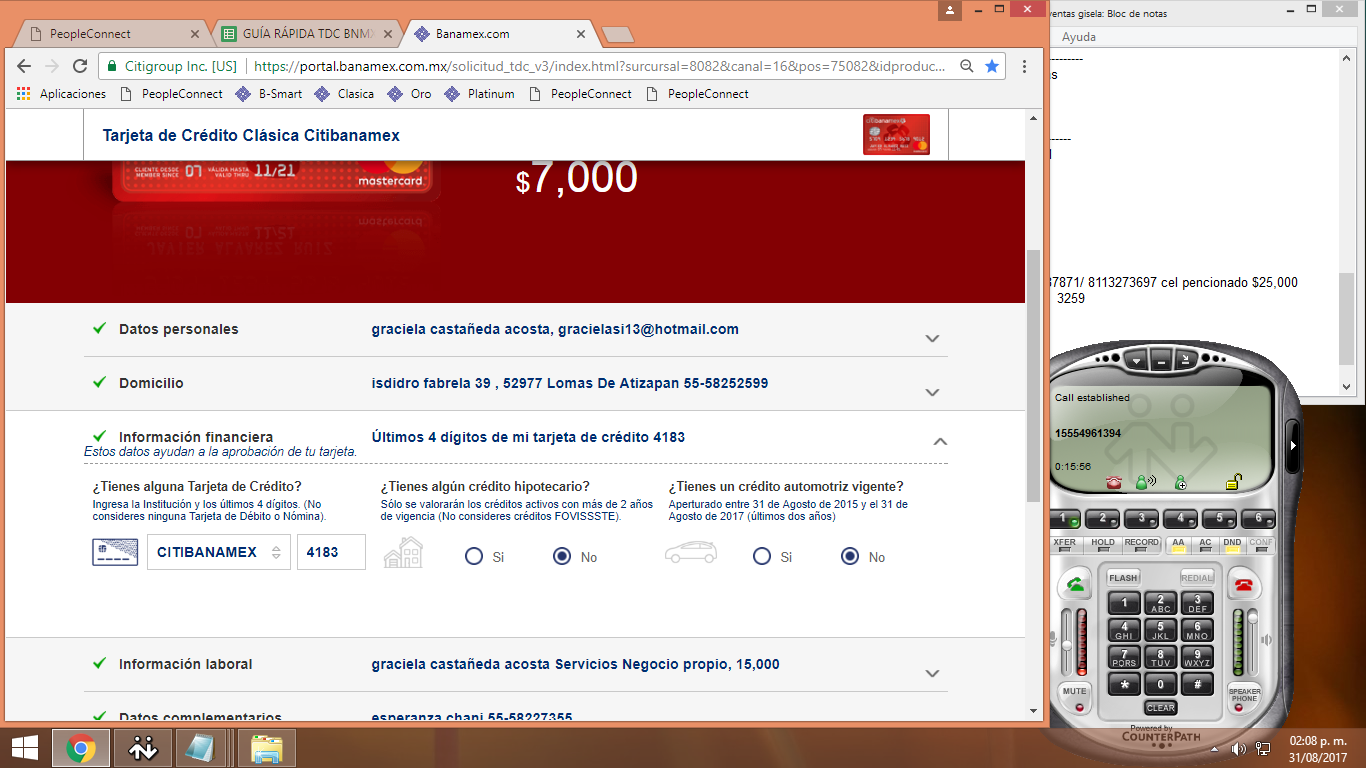 PeopleConnect
GUÍA RÁPIDA TDC BNMX
Banamex.com
ventas gisela: Bloc de notas
Ayuda
Citigroup Inc. [US]
https://portal.banamex.com.mx/solicitud_tdc_v3/index.html?surcursal=8082&canal=16&pos=75082&idproduc...
Aplicaciones
PeopleConnect
B-Smart
Clasica
Oro
Platinum
PeopleConnect
PeopleConnect
Tarjeta de Crédito Clásica Citibanamex
07
11/21
mastercard
$7,000
37871/ 8113273697 cel pencionado $25,000
3259
Datos personales
graciela castañeda acosta, gracielasi13@hotmail.com
Domicilio
isdidro fabrela 39 , 52977 Lomas De Atizapan 55-58252599
Información financiera
Últimos 4 dígitos de mi tarjeta de crédito 4183
Estos datos ayudan a la aprobación de tu tarjeta.
¿Tienes alguna Tarjeta de Crédito?
Ingresa la Institución y los últimos 4 dígitos. (No
consideres ninguna Tarjeta de Débito o Nómina).
CITIBANAMEX
4183
¿Tienes algún crédito hipotecario?
Sólo se valorarán los créditos activos con más de 2 años
de vigencia (No consideres créditos FOVISSSTE).
Si
No
¿Tienes un crédito automotriz vigente?
Aperturado entre 31 de Agosto de 2015 y el 31 de
Agosto de 2017 (últimos dos años)
Si
No
Información laboral
graciela castañeda acosta Servicios Negocio propio, 15,000
Datos complementarios
esperanza chani 55-58227355
Call established
15554961394
0:15:56
1
2
3
4
5
6
XFER
HOLD
RECORD
AA
AC
DND
CONF
FLASH
REDIAL
1
2 ABC
3 DEF
4 GHI
5 JKL
6 MNO
7 PQRS
8 TUV
9 WXYZ
*
0
#
MUTE
CLEAR
SPEAKER
PHONE
Powered by
COUNTERPATH
02:08 p. m.
31/08/2017